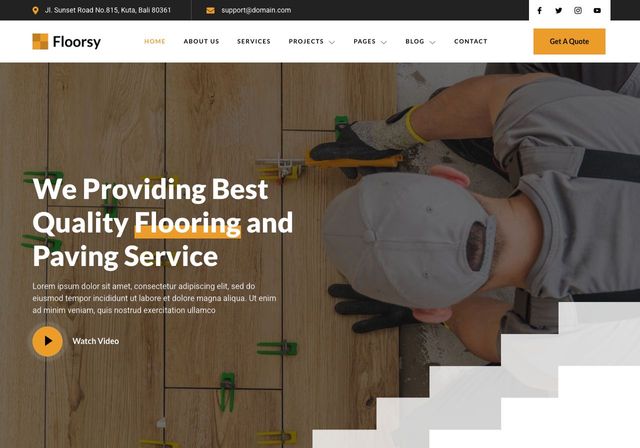 Jl. Sunset Road No.815, Kuta, Bali 80361
support@domain.com
Floorsy
HOME
ABOUT US
SERVICES
PROJECTS
PAGES
BLOG
CONTACT
Get A Quote
We Providing Best
Quality Flooring and
Paving Service
Lorem ipsum dolor sit amet, consectetur adipiscing elit, sed do
eiusmod tempor incididunt ut labore et dolore magna aliqua. Ut enim
ad minim veniam, quis nostrud exercitation ullamco
Watch Video